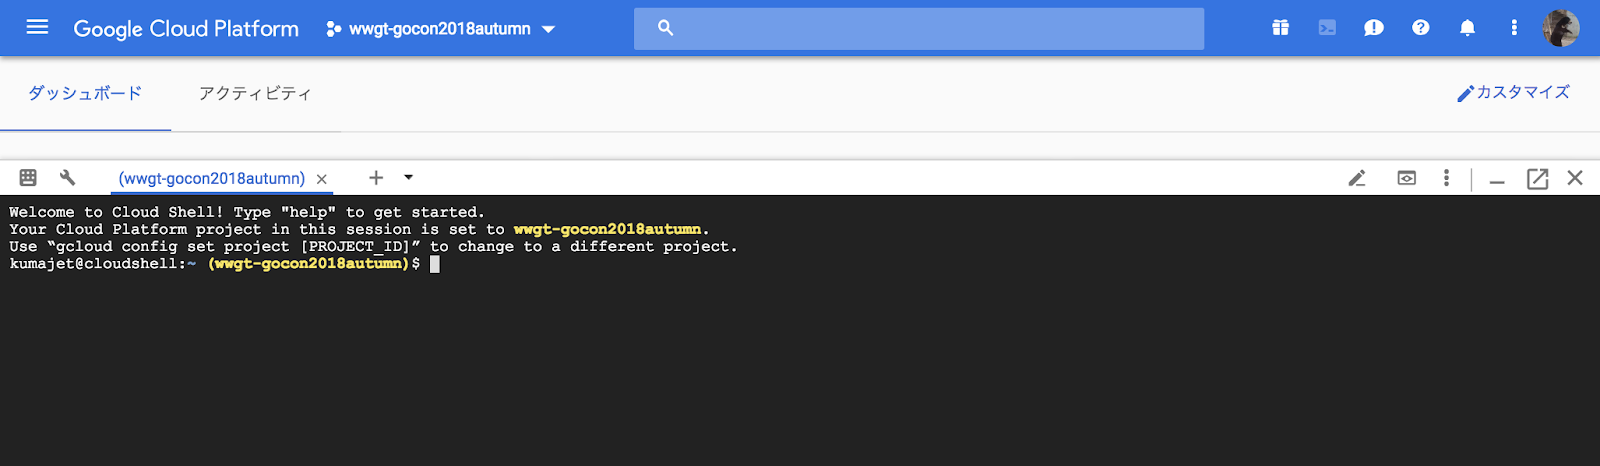 Google Cloud Platform
wwgt-gocon2018autumn
ダッシュボード
アクティビティ
カスタマイズ
(wwgt-gocon2018autumn)
Welcome to Cloud Shell! Type "help" to get started.
Your Cloud Platform project in this session is set to wwgt-gocon2018autumn.
Use “gcloud config set project [PROJECT_ID]” to change to a different project.
kumajet@cloudshell:~ (wwgt-gocon2018autumn)$